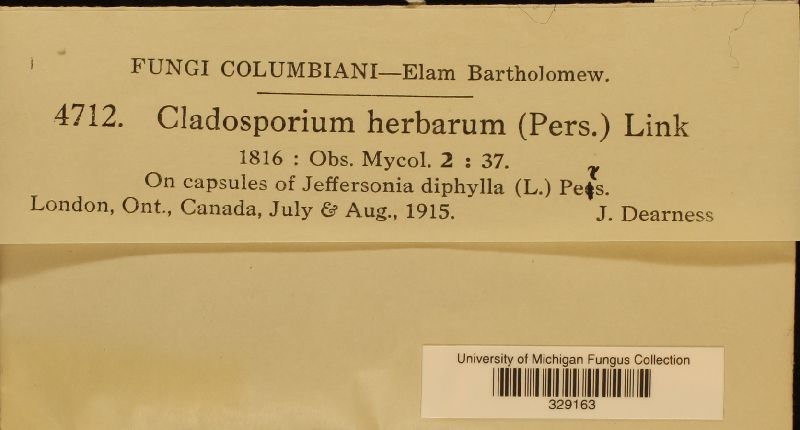 FUNGI COLUMBIANI—Elam Bartholomew.
4712. Cladosporium herbarum (Pers.) Link
1816 : Obs. Mycol. 2 : 37.
On capsules of Jeffersonia diphylla (L.) Pers.
London, Ont., Canada, July & Aug., 1915. J. Dearness
University of Michigan Fungus Collection
329163